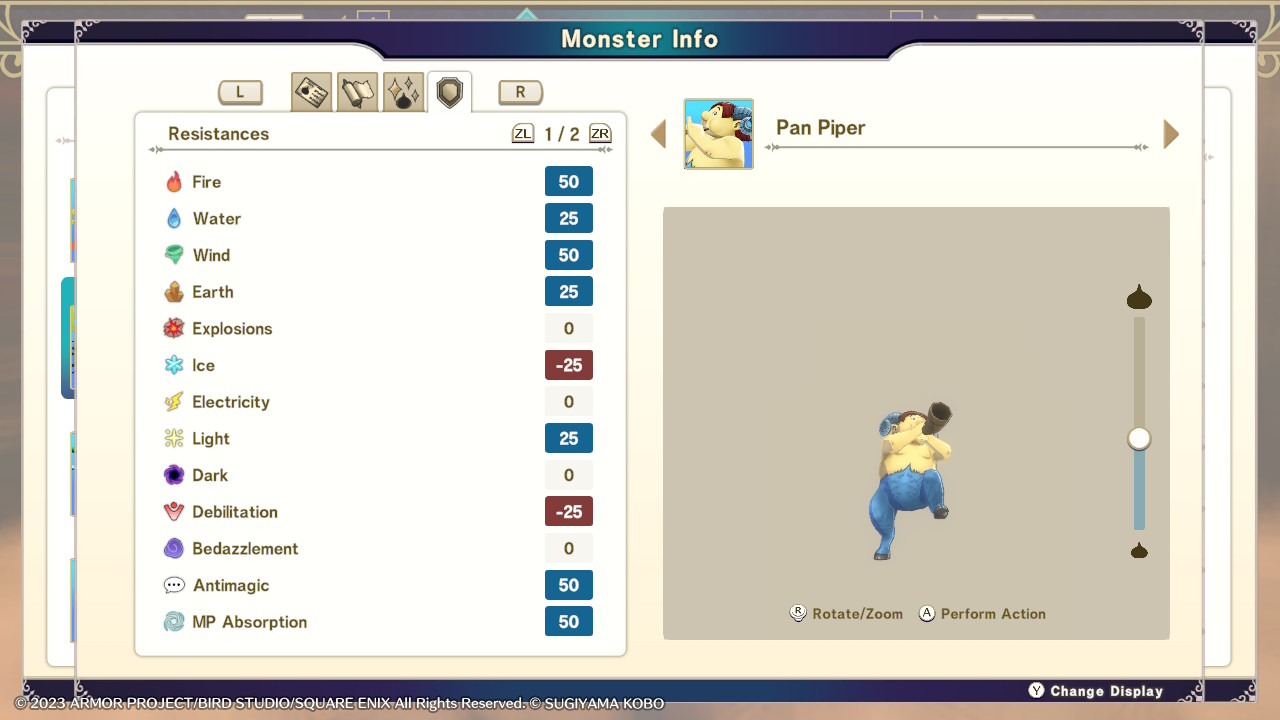 Monster Info
L R
Resistances ZL 1 / 2 ZR
Fire 50
Water 25
Wind 50
Earth 25
Explosions 0
Ice -25
Electricity 0
Light 25
Dark 0
Debilitation -25
Bedazzlement 0
Antimagic 50
MP Absorption 50
Pan Piper
R Rotate/Zoom A Perform Action
Y Change Display
© 2023 ARMOR PROJECT/BIRD STUDIO/SQUARE ENIX All Rights Reserved. © SUGIYAMA KOBO